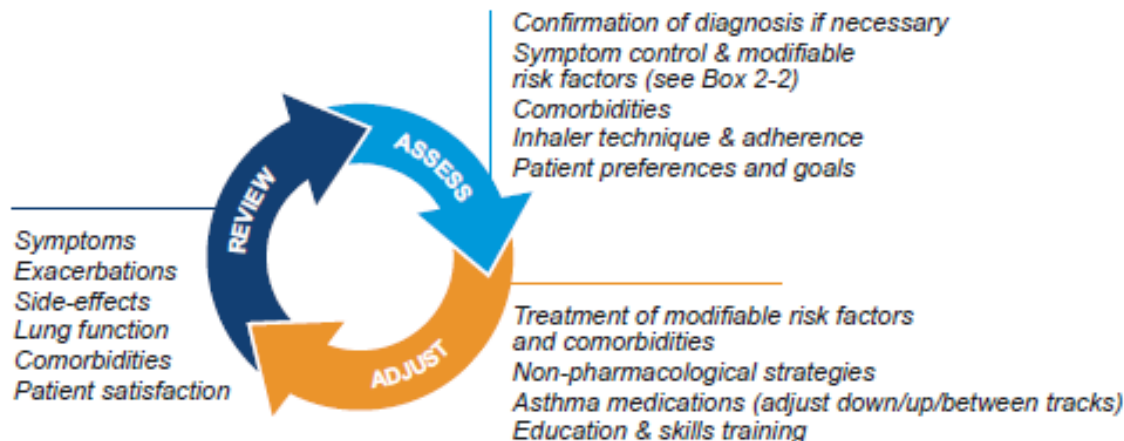 Confirmation of diagnosis if necessary
Symptom control & modifiable
risk factors (see Box 2-2)
Comorbidities
Inhaler technique & adherence
Patient preferences and goals
ASSESS
REVIEW
Symptoms
Exacerbations
Side-effects
Lung function
Comorbidities
Patient satisfaction
ADJUST
Treatment of modifiable risk factors
and comorbidities
Non-pharmacological strategies
Asthma medications (adjust down/up/between tracks)
Education & skills training